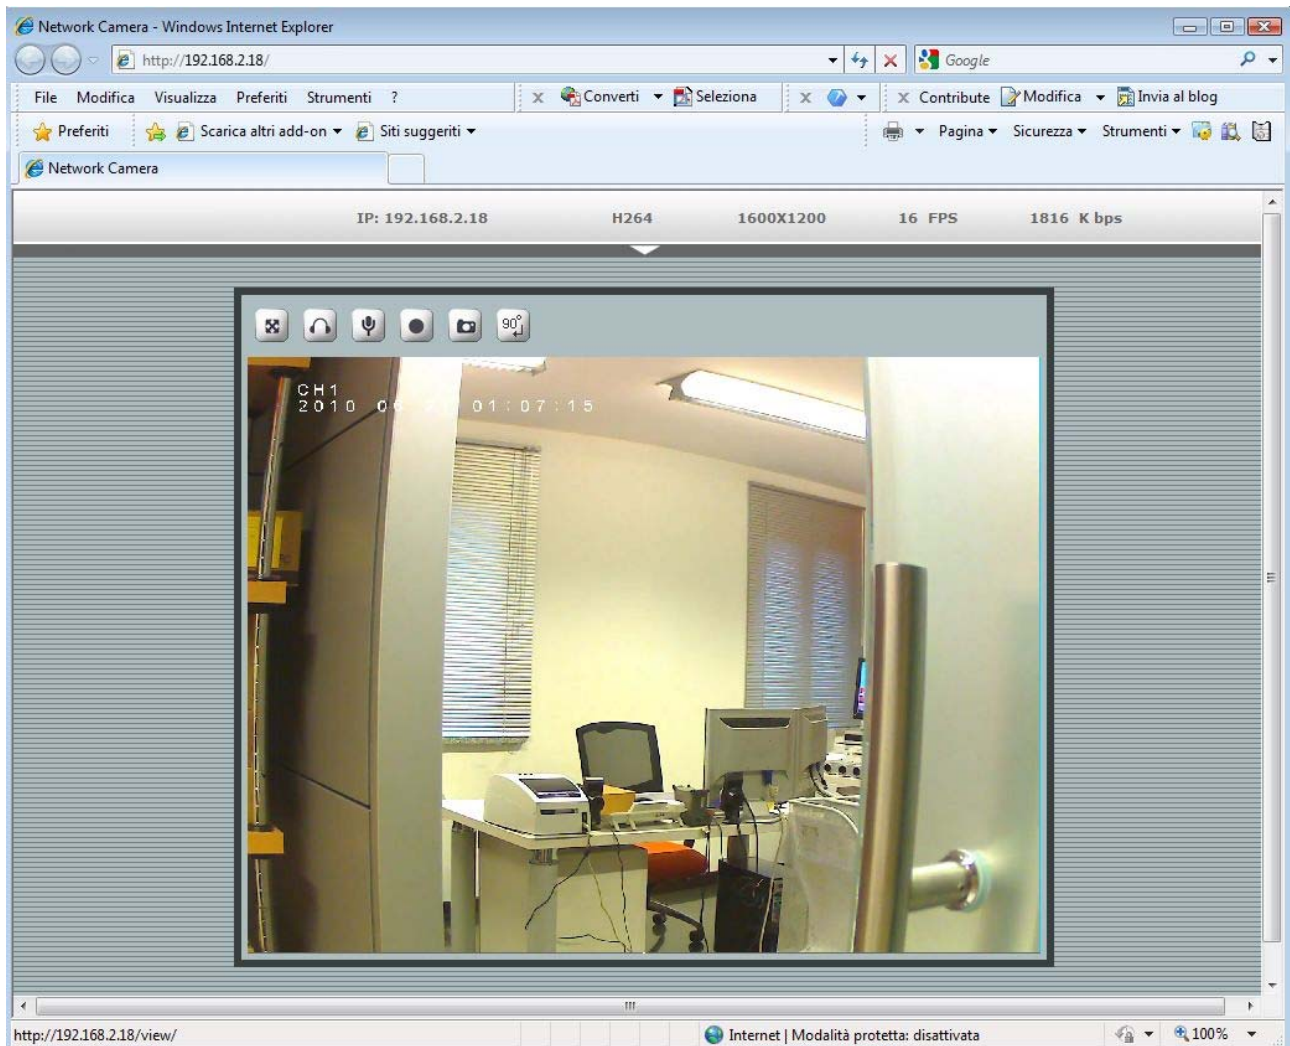 Network Camera - Windows Internet Explorer
http://192.168.2.18/
Google
File Modifica Visualizza Preferiti Strumenti ? x Converti Seleziona x x Contribute Modifica Invia al blog
Preferiti Scarica altri add-on Siti suggeriti Pagina Sicurezza Strumenti
Network Camera
IP: 192.168.2.18 H264 1600X1200 16 FPS 1816 K bps
90°
CH1
2010 01:07:15
http://192.168.2.18/view/ Internet | Modalità protetta: disattivata 100%